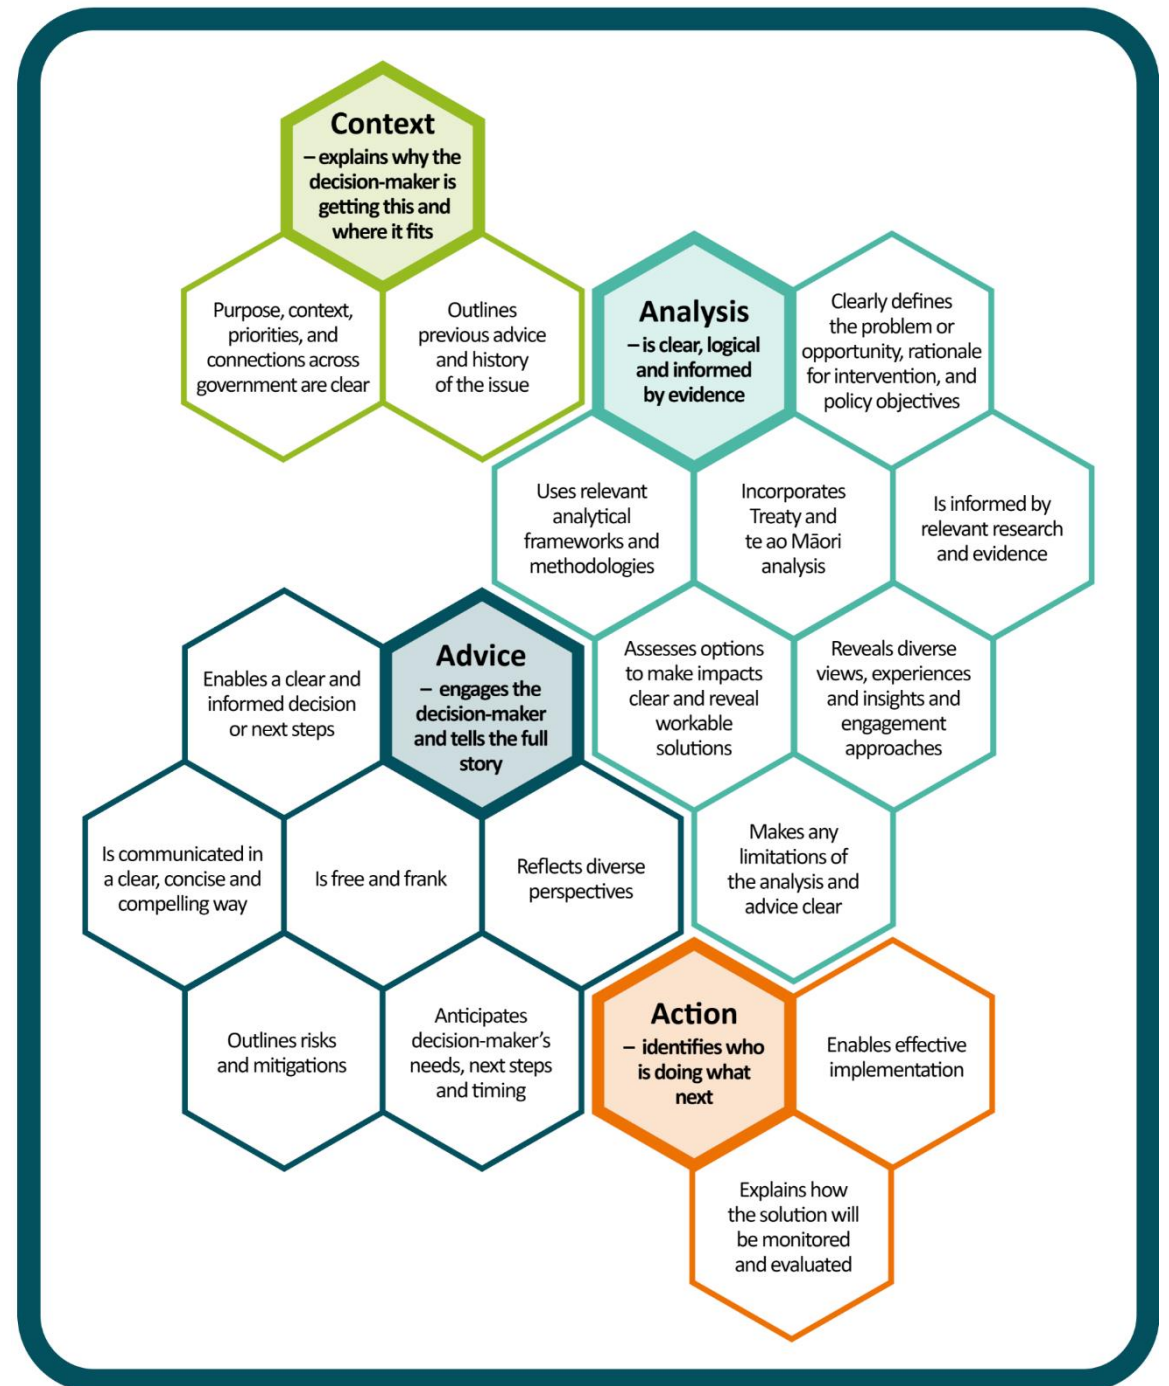 Context
– explains why the
decision-maker is
getting this and
where it fits
Purpose, context,
priorities, and
connections across
government are clear
Outlines
previous advice
and history
of the issue
Analysis
– is clear, logical
and informed
by evidence
Clearly defines
the problem or
opportunity, rationale
for intervention, and
policy objectives
Uses relevant
analytical
frameworks and
methodologies
Incorporates
Treaty and
te ao Māori
analysis
Is informed by
relevant research
and evidence
Assesses options
to make impacts
clear and reveal
workable
solutions
Reveals diverse
views, experiences
and insights and
engagement
approaches
Makes any
limitations of
the analysis and
advice clear
Advice
– engages the
decision-maker
and tells the full
story
Enables a clear and
informed decision
or next steps
Is communicated in
a clear, concise and
compelling way
Is free and frank
Reflects diverse
perspectives
Outlines risks
and mitigations
Anticipates
decision-maker’s
needs, next steps
and timing
Action
– identifies who
is doing what
next
Enables effective
implementation
Explains how
the solution will
be monitored
and evaluated